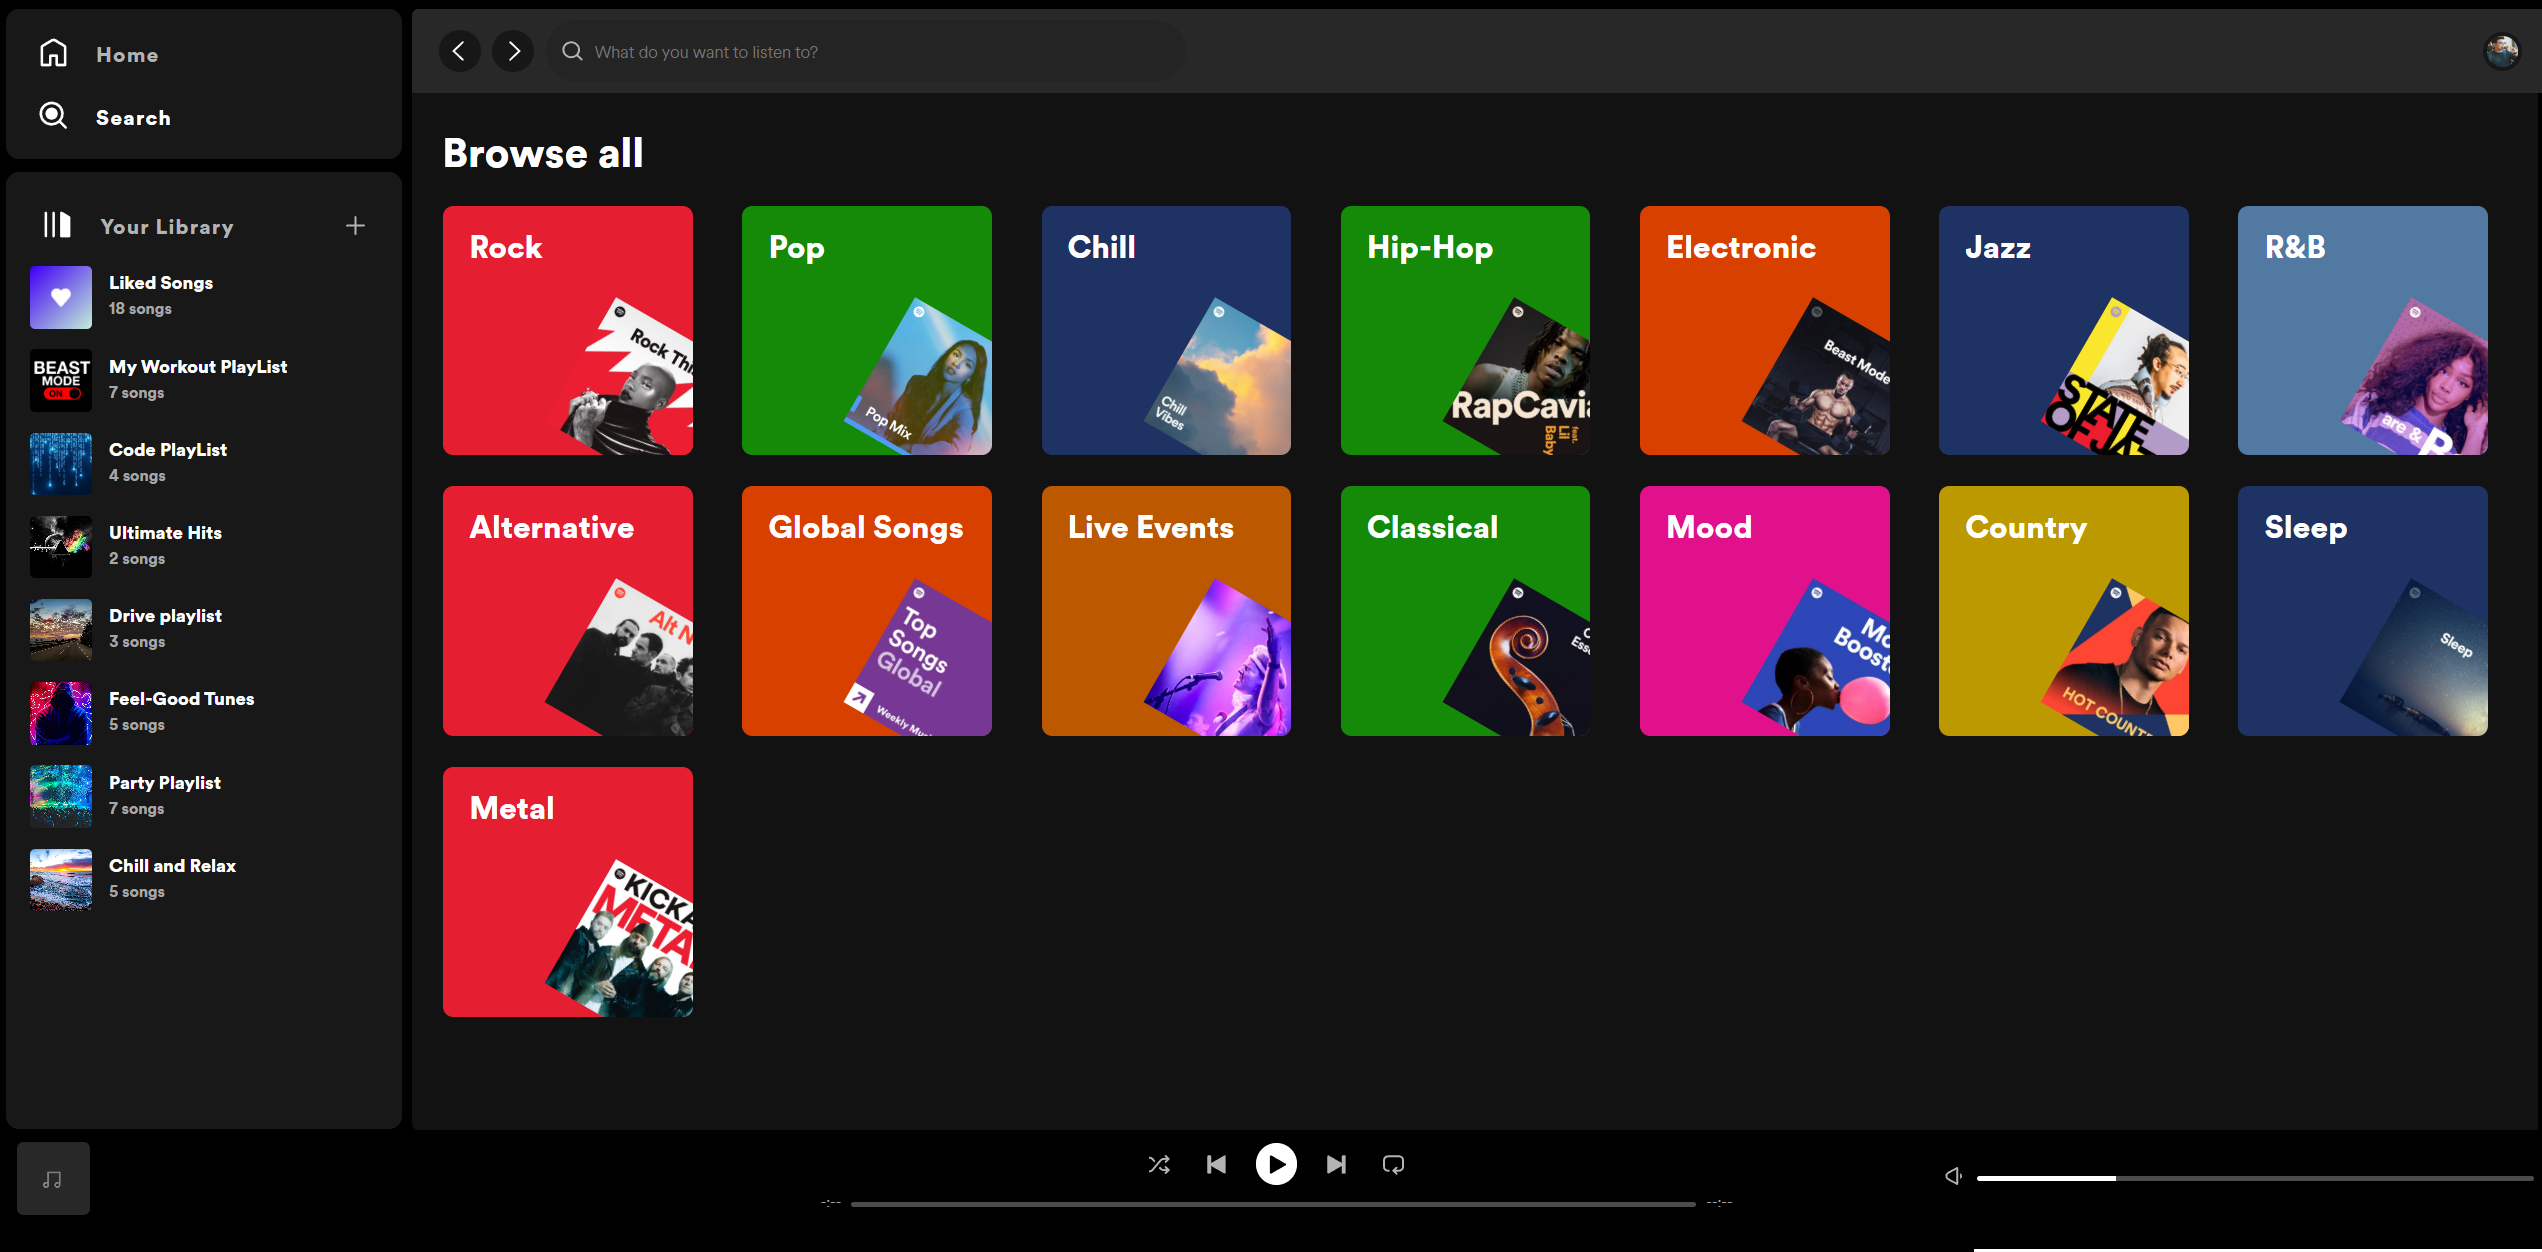 Home
Search
Your Library
Liked Songs
18 songs
BEAST
MODE
ON
My Workout PlayList
7 songs
Code PlayList
4 songs
Ultimate Hits
2 songs
Drive playlist
3 songs
Feel-Good Tunes
5 songs
Party Playlist
7 songs
Chill and Relax
5 songs
What do you want to listen to?
Browse all
Rock
Rock Thi
Pop
Pop Mix
Chill
Chill
Vibes
Hip-Hop
RapCavia
feat.
Lil
Baby
Electronic
Beast Mode
Jazz
STATE
OF JA
R&B
are &
Alternative
Alt N
Global Songs
Top
Songs
Global
Weekly Mus
Live Events
Classical
Ess
Mood
Mo
Boost
Country
HOT COUNT
Sleep
Sleep
Metal
KICKA
METAL
-:--
--:--